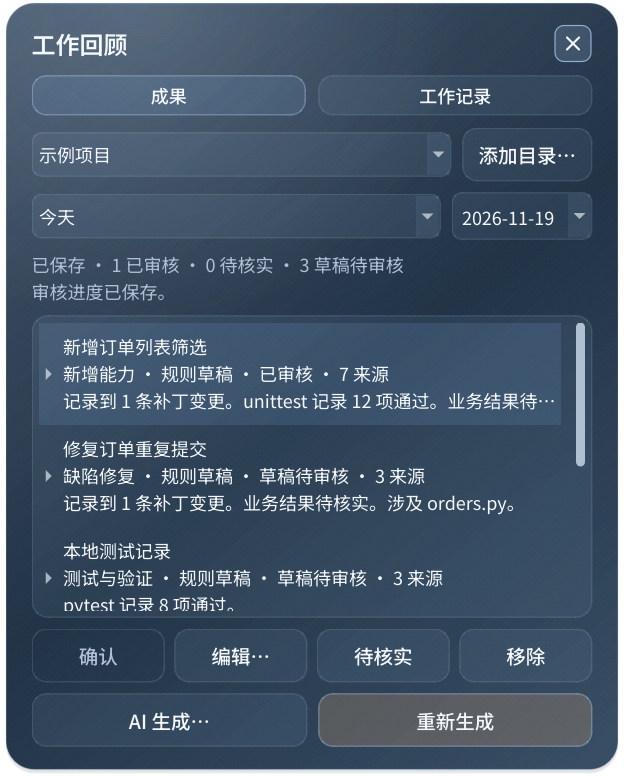 工作回顾
成果
工作记录
示例项目
添加目录…
今天
2026-11-19
已保存 · 1 已审核 · 0 待核实 · 3 草稿待审核
审核进度已保存。
新增订单列表筛选
新增能力 · 规则草稿 · 已审核 · 7 来源
记录到 1 条补丁变更。unittest 记录 12 项通过。业务结果待…
修复订单重复提交
缺陷修复 · 规则草稿 · 草稿待审核 · 3 来源
记录到 1 条补丁变更。业务结果待核实。涉及 orders.py。
本地测试记录
测试与验证 · 规则草稿 · 草稿待审核 · 3 来源
pytest 记录 8 项通过。
确认
编辑…
待核实
移除
AI 生成…
重新生成